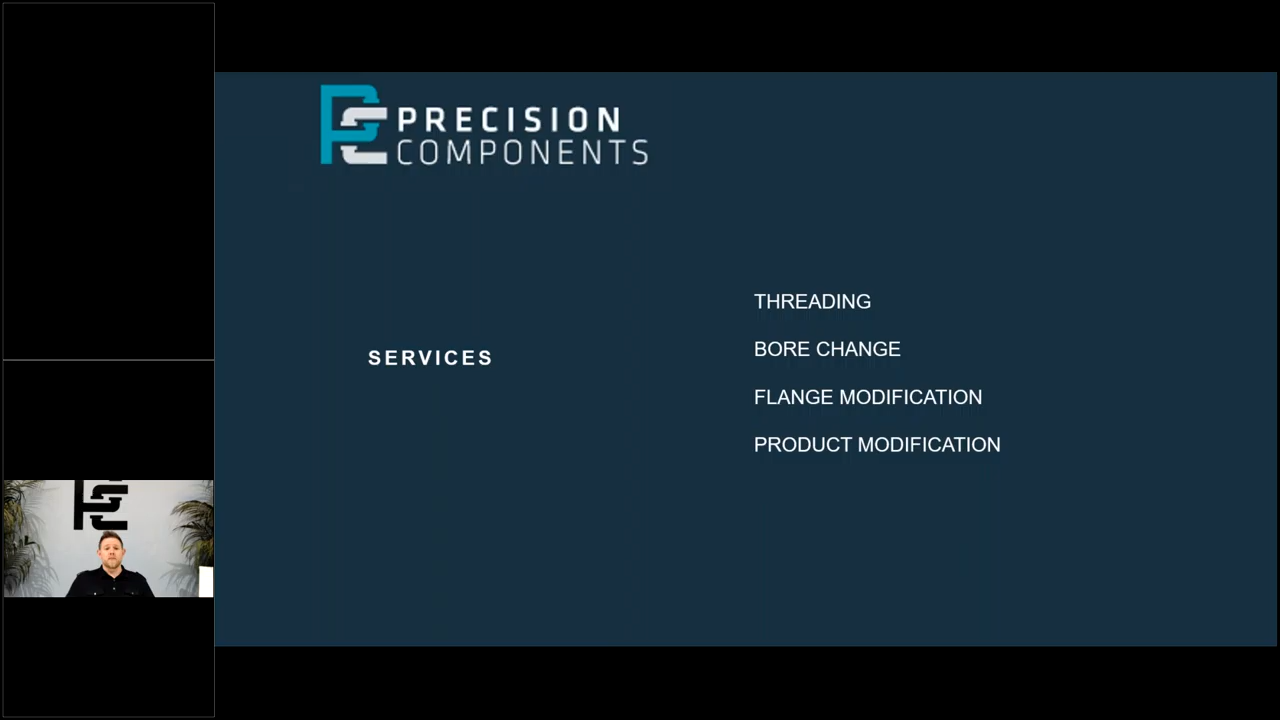 PRECISION
COMPONENTS
SERVICES
THREADING
BORE CHANGE
FLANGE MODIFICATION
PRODUCT MODIFICATION